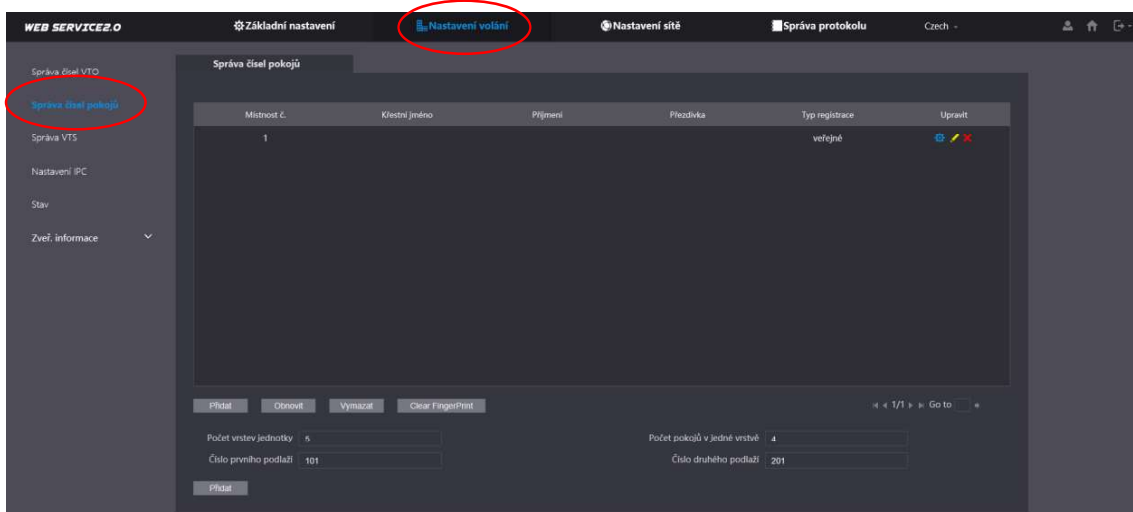 WEB SERVICE2.0 Základní nastavení Nastavení volání Nastavení sítě Správa protokolu Czech
Správa čísel VTO
Správa čísel pokojů
Správa VTS
Nastavení IPC
Stav
Zveř. informace
Správa čísel pokojů
Místnost č. Křestní jméno Příjmení Přezdívka Typ registrace Upravit
1 veřejné
Přidat Obnovit Vymazat Clear FingerPrint 1/1 Go to
Počet vrstev jednotky 5 Počet pokojů v jedné vrstvě 4
Číslo prvního podlaží 101 Číslo druhého podlaží 201
Přidat